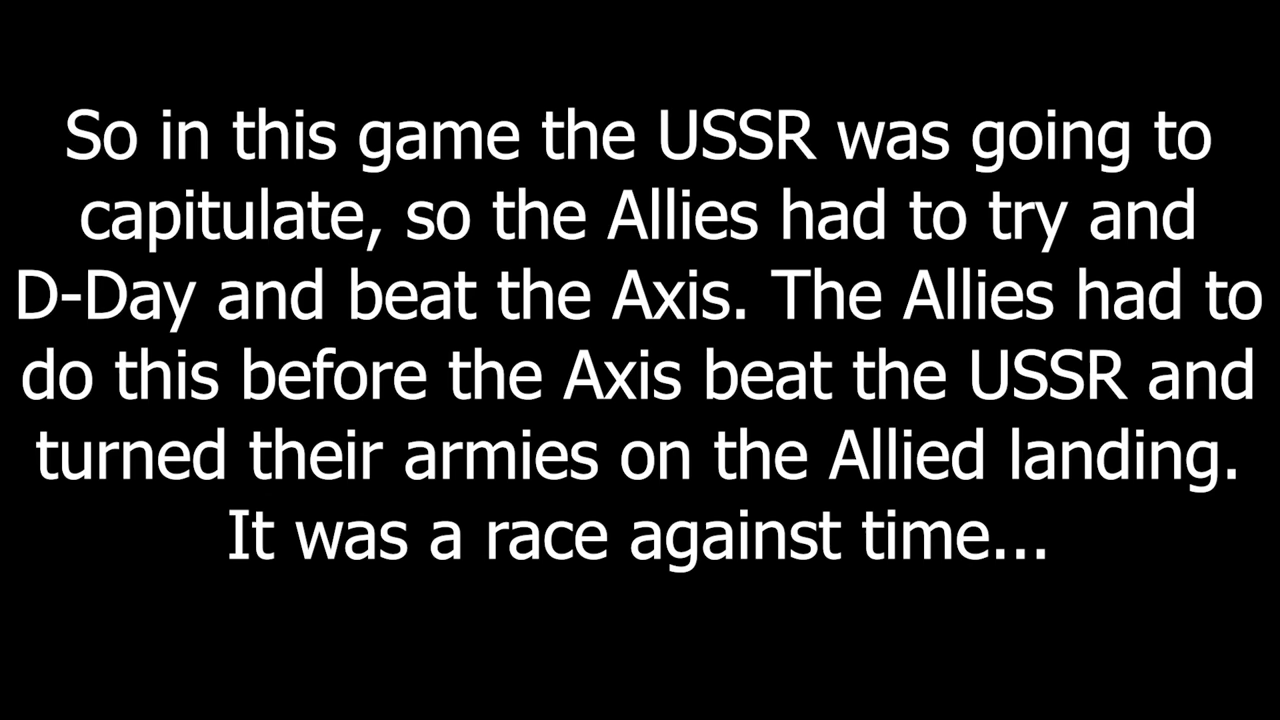 So in this game the USSR was going to
capitulate, so the Allies had to try and
D-Day and beat the Axis. The Allies had to
do this before the Axis beat the USSR and
turned their armies on the Allied landing.
It was a race against time...